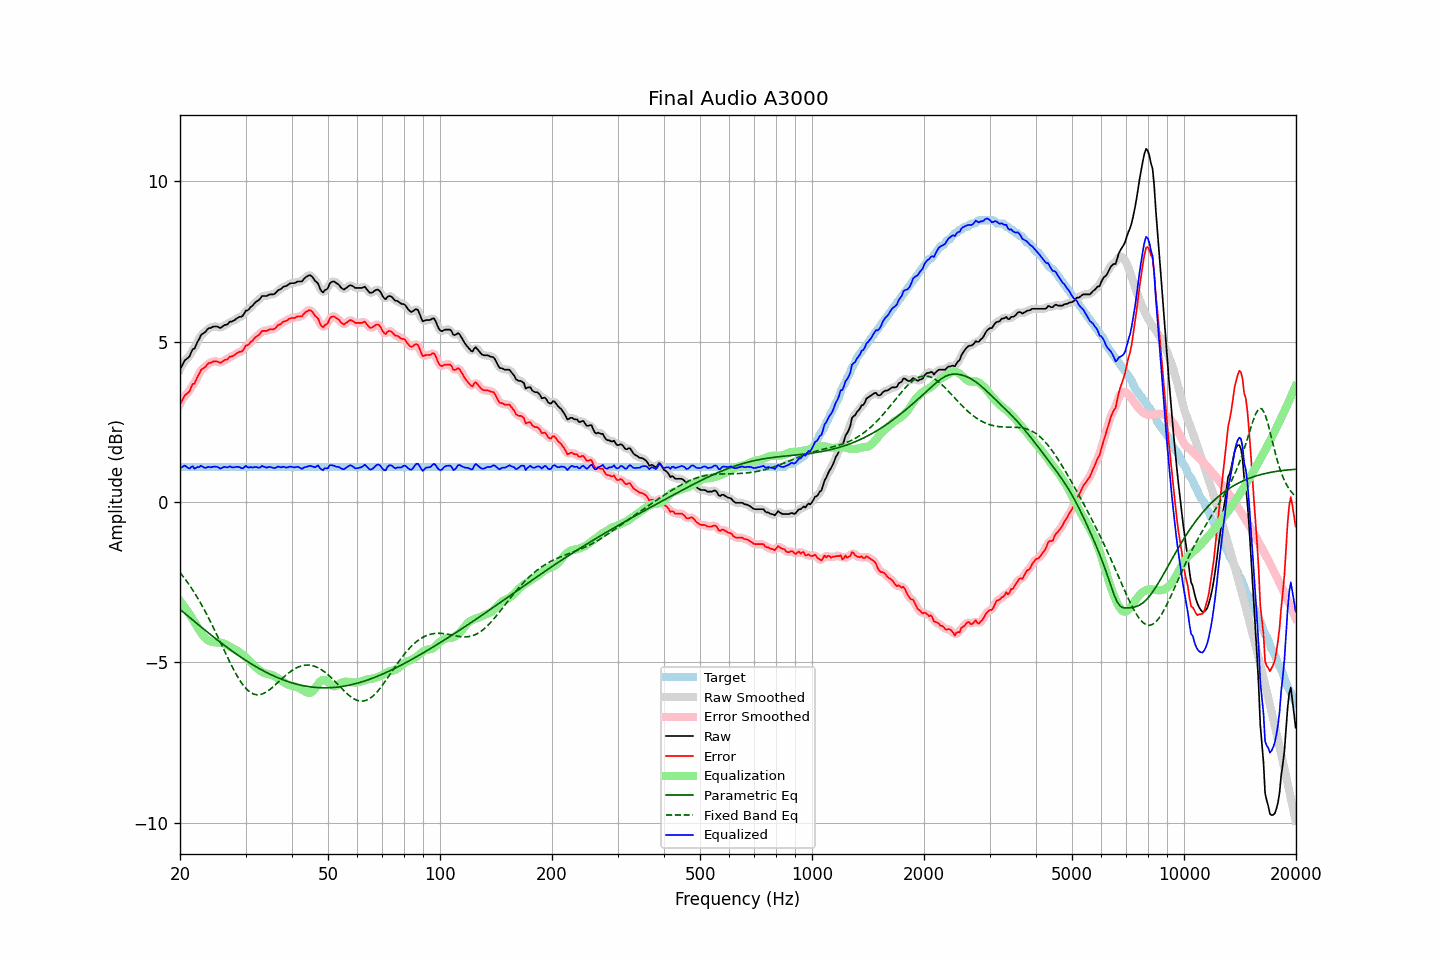 Final Audio A3000
Amplitude (dBr)
10
5
0
−5
−10
20
50
100
200
500
1000
2000
5000
10000
20000
Frequency (Hz)
Target
Raw Smoothed
Error Smoothed
Raw
Error
Equalization
Parametric Eq
Fixed Band Eq
Equalized